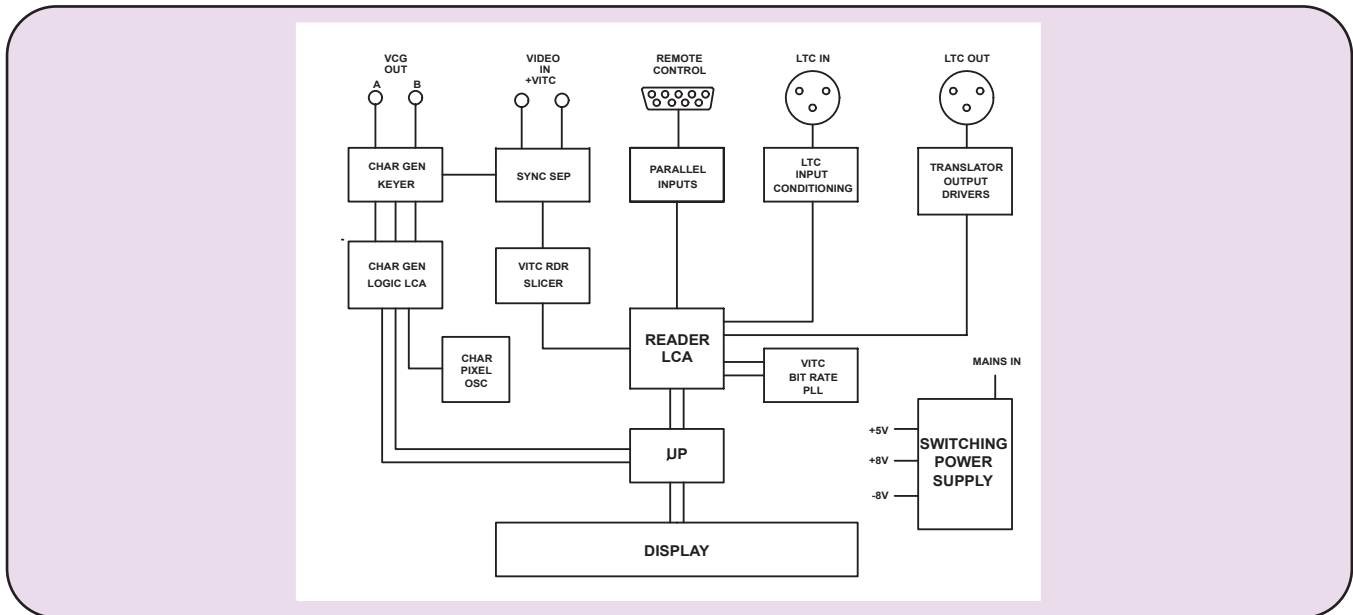 VCG
OUT
A
B
VIDEO
IN
+VITC
REMOTE
CONTROL
LTC IN
LTC OUT
CHAR GEN
KEYER
SYNC SEP
PARALLEL
INPUTS
LTC
INPUT
CONDITIONING
TRANSLATOR
OUTPUT
DRIVERS
CHAR GEN
LOGIC LCA
VITC RDR
SLICER
READER
LCA
CHAR
PIXEL
OSC
VITC
BIT RATE
PLL
MAINS IN
+5V
+8V
-8V
SWITCHING
POWER
SUPPLY
µP
DISPLAY